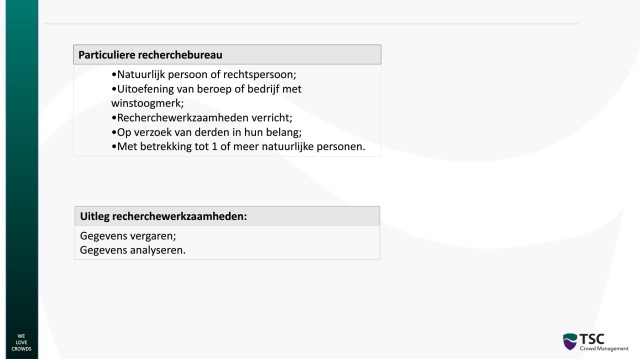 Particuliere recherchebureau
•Natuurlijk persoon of rechtspersoon;
•Uitoefening van beroep of bedrijf met
winstoogmerk;
•Recherchewerkzaamheden verricht;
•Op verzoek van derden in hun belang;
•Met betrekking tot 1 of meer natuurlijke personen.
Uitleg recherchewerkzaamheden:
Gegevens vergaren;
Gegevens analyseren.
WE
LOVE
CROWDS
TSC
Crowd Management